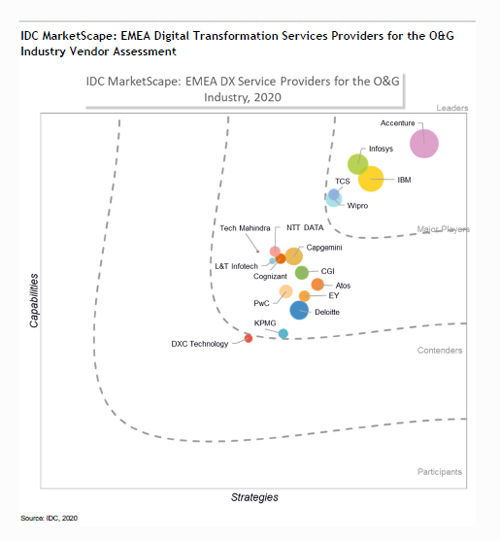 IDC MarketScape: EMEA Digital Transformation Services Providers for the O&G
Industry Vendor Assessment
IDC MarketScape: EMEA DX Service Providers for the O&G
Industry, 2020
Leaders
Accenture
Infosys
IBM
TCS
Wipro
Major Players
Tech Mahindra
NTT DATA
Capgemini
L&T Infotech
Cognizant
CGI
Atos
PwC
EY
Deloitte
KPMG
DXC Technology
Contenders
Participants
Capabilities
Strategies
Source: IDC, 2020